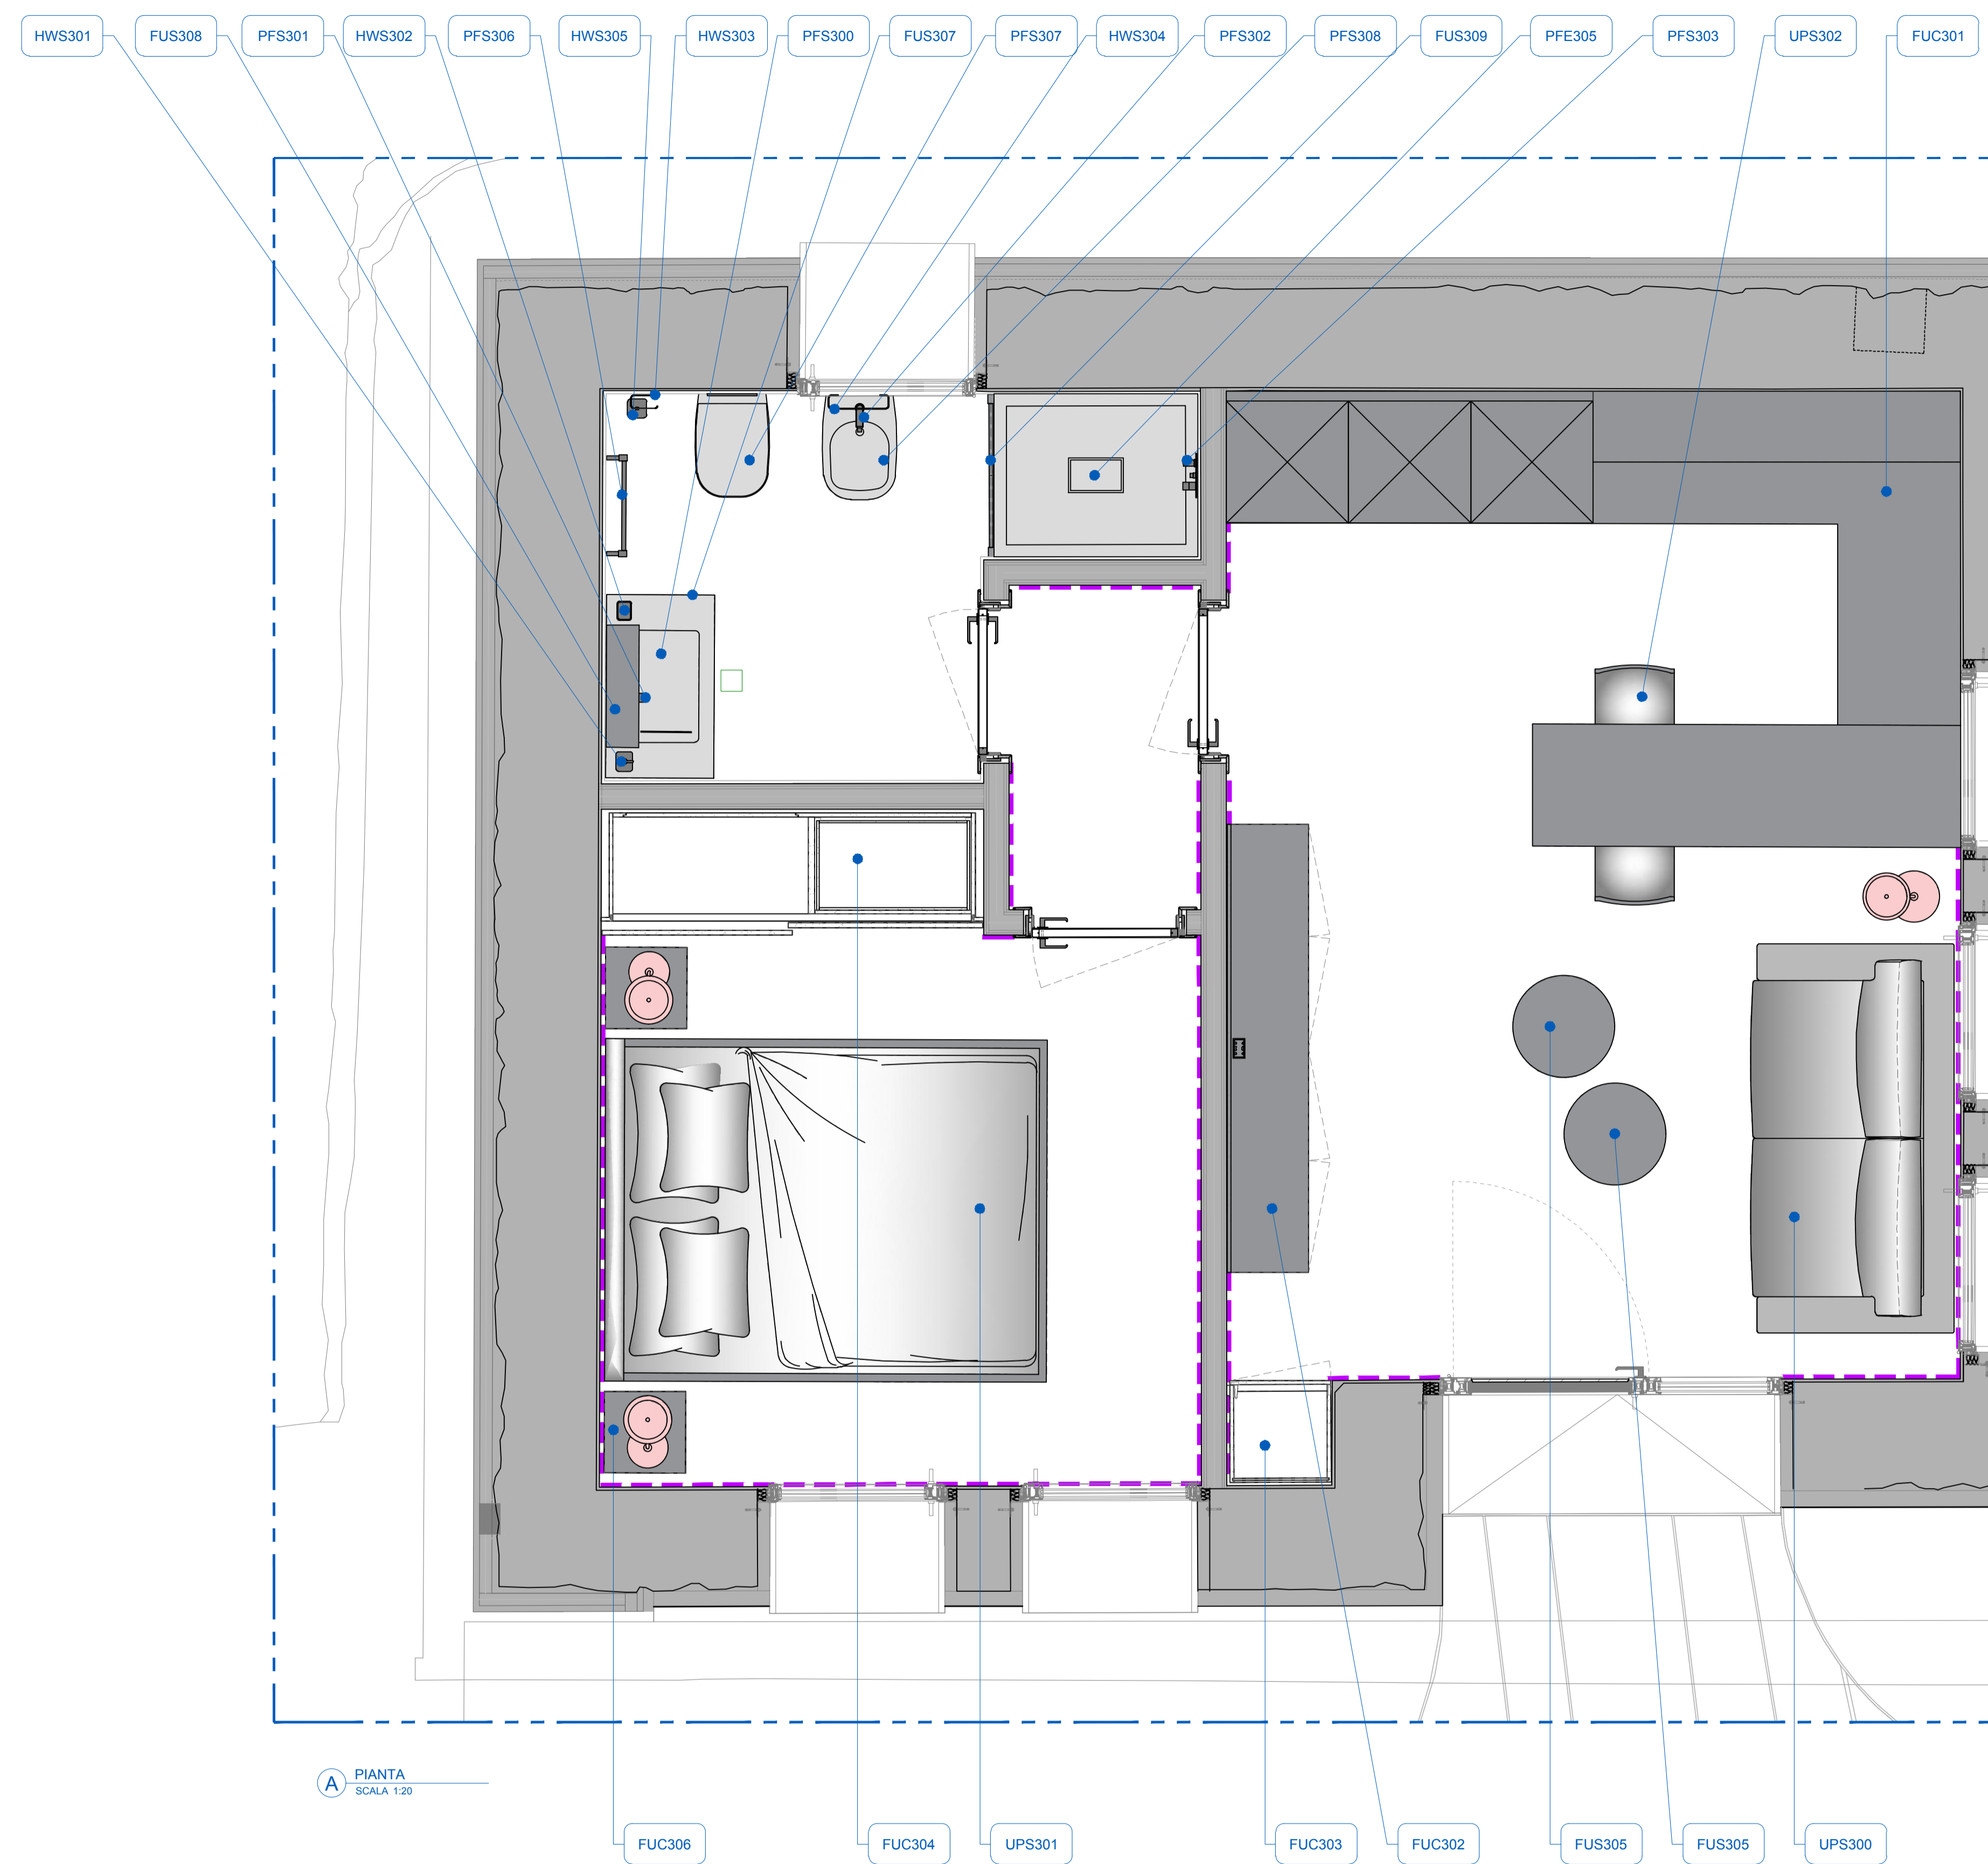 HWS301 FUS308 PFS301 HWS302 PFS306 HWS305 HWS303 PFS300 FUS307 PFS307 HWS304 PFS302 PFS308 FUS309 PFE305 PFS303 UPS302 FUC301
A PIANTA
SCALA 1:20
FUC306 FUC304 UPS301 FUC303 FUC302 FUS305 FUS305 UPS300